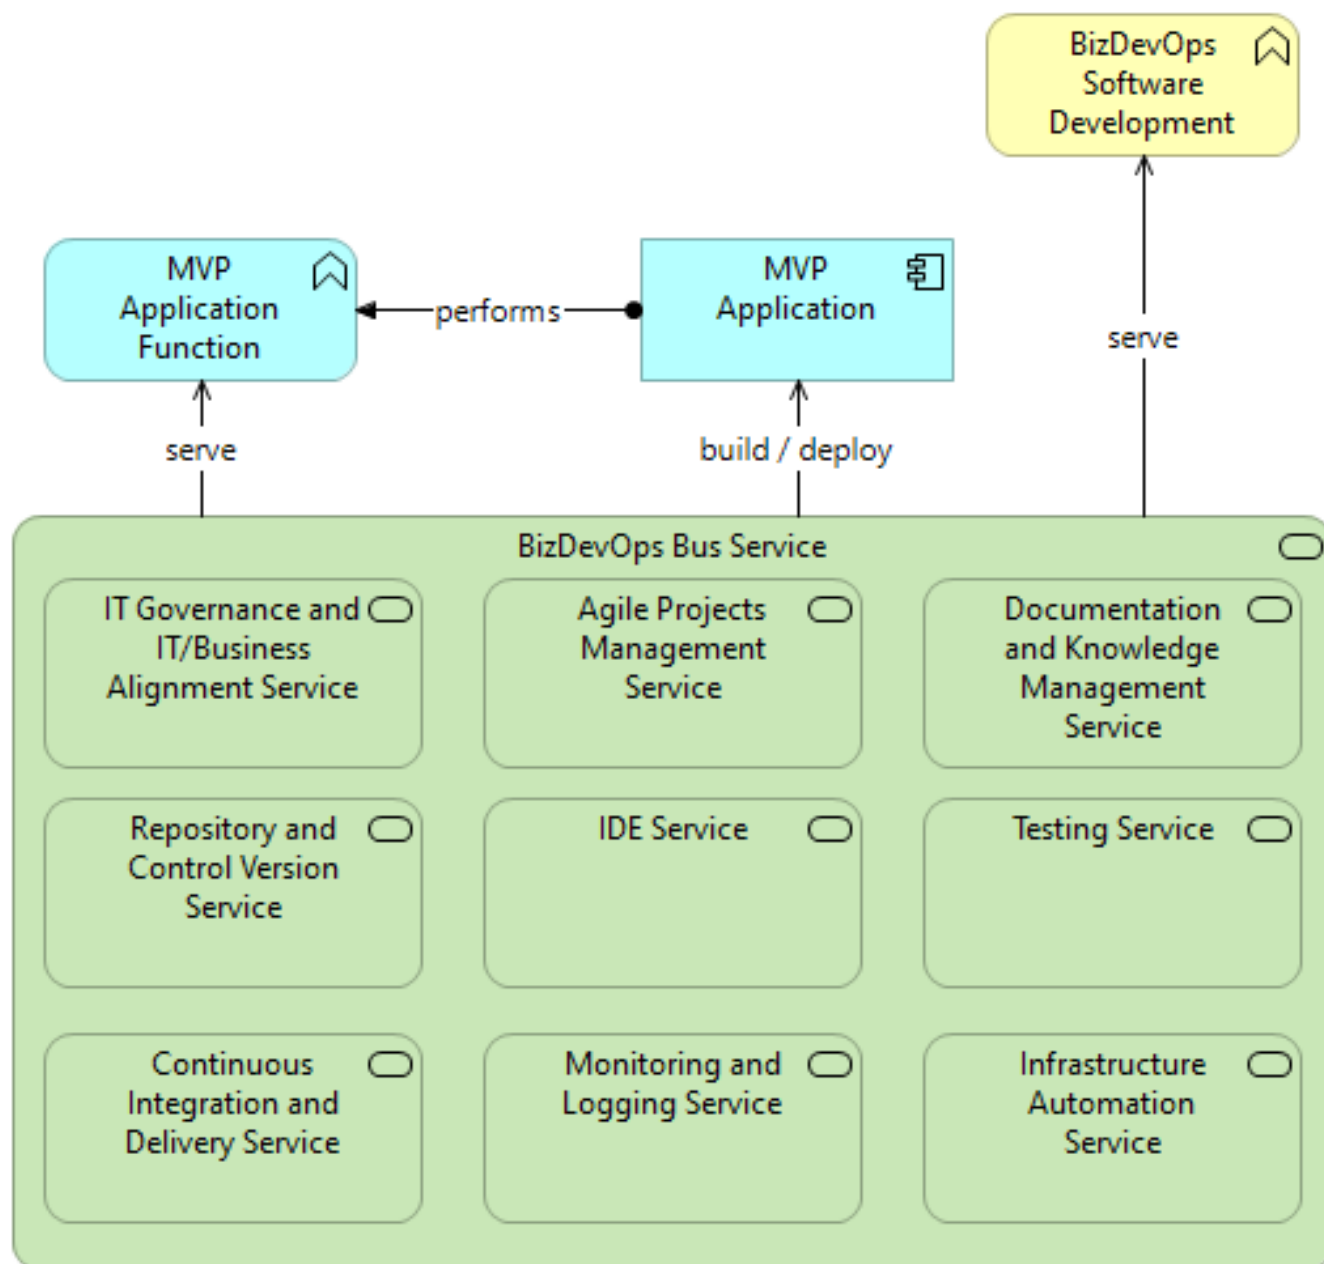 BizDevOps
Software
Development
MVP
Application
Function
performs
MVP
Application
serve
serve
build / deploy
BizDevOps Bus Service
IT Governance and
IT/Business
Alignment Service
Agile Projects
Management
Service
Documentation
and Knowledge
Management
Service
Repository and
Control Version
Service
IDE Service
Testing Service
Continuous
Integration and
Delivery Service
Monitoring and
Logging Service
Infrastructure
Automation
Service